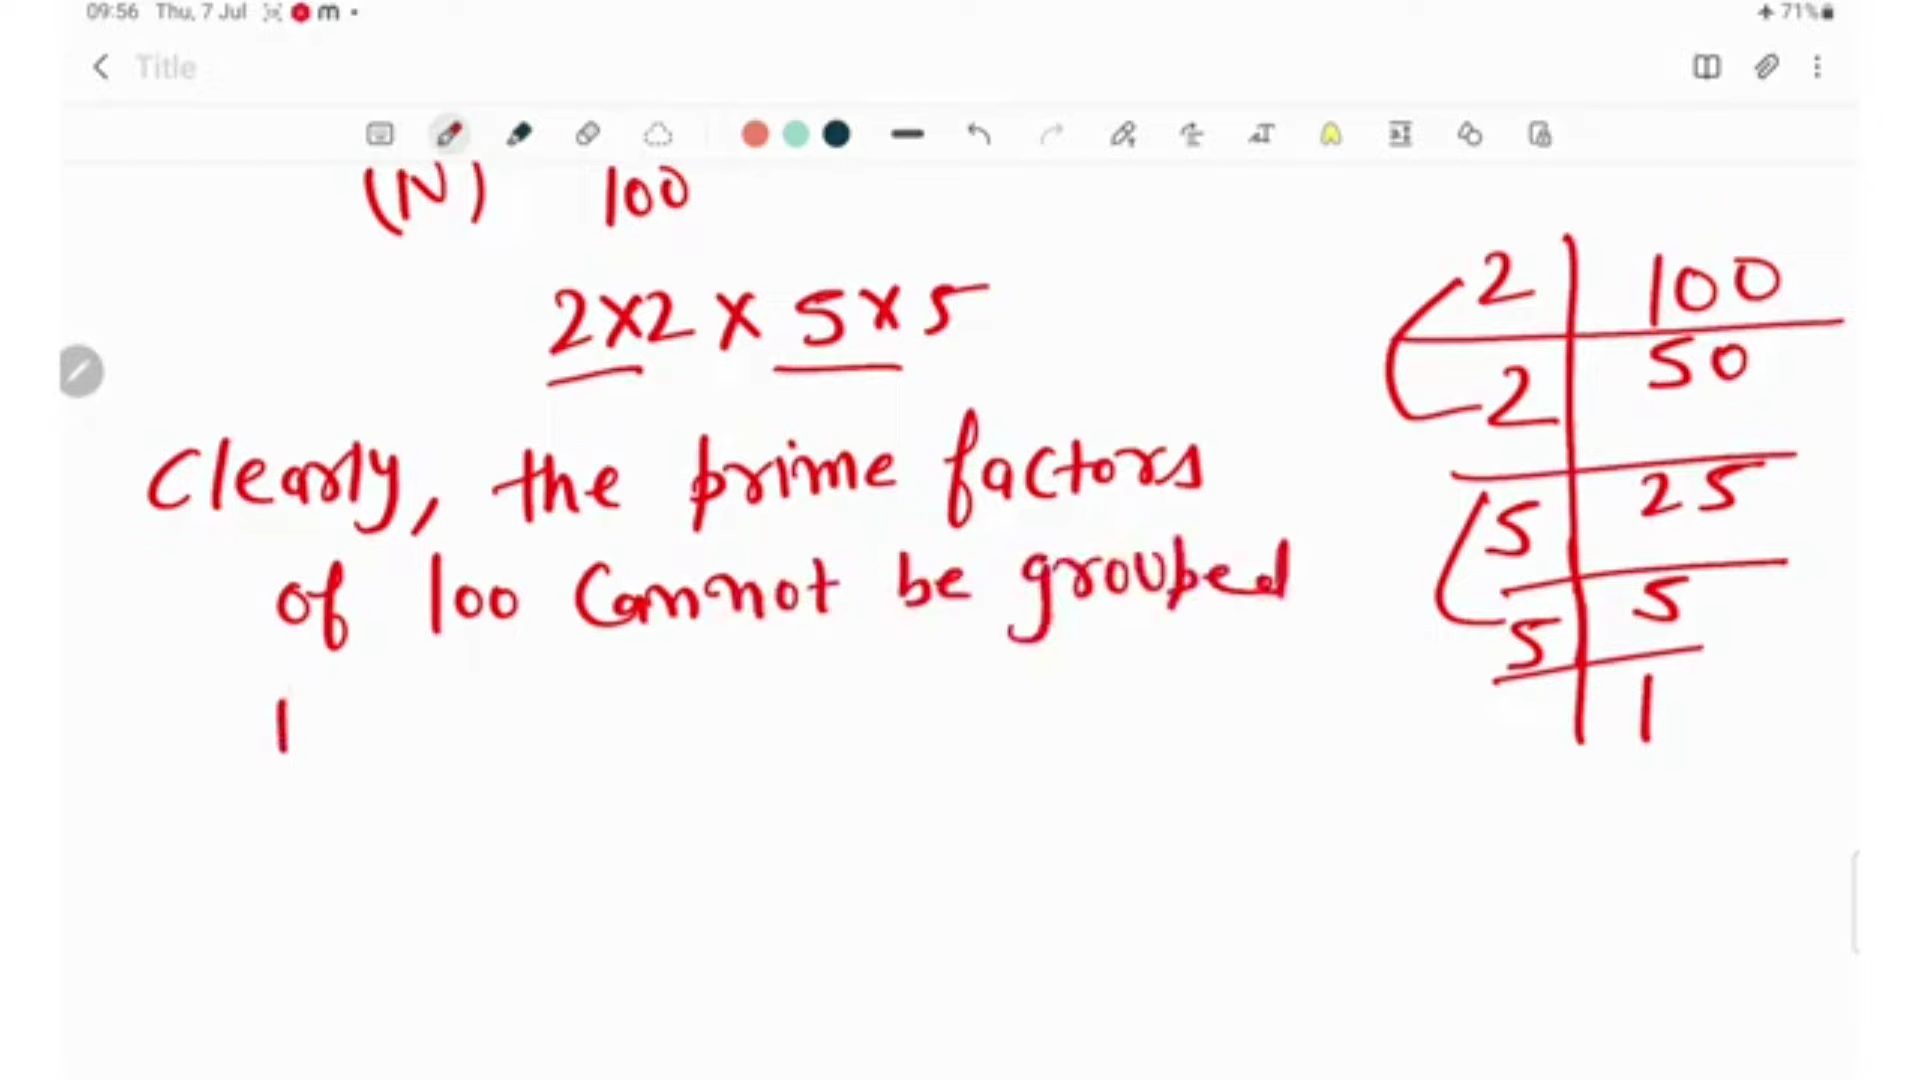 09:56 Thu, 7 Jul m •
71%
Title
(N) 100
2×2 × 5×5
Clearly, the prime factors
of 100 cannot be grouped
I
2 | 100
2 | 50
5 | 25
5 | 5
1